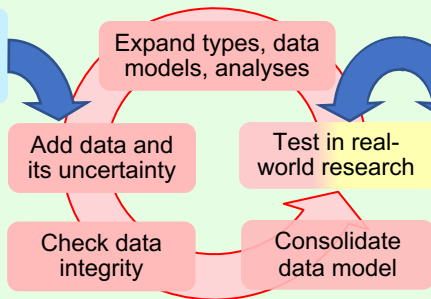 Expand types, data
models, analyses
Add data and
its uncertainty
Test in real-
world research
Check data
integrity
Consolidate
data model